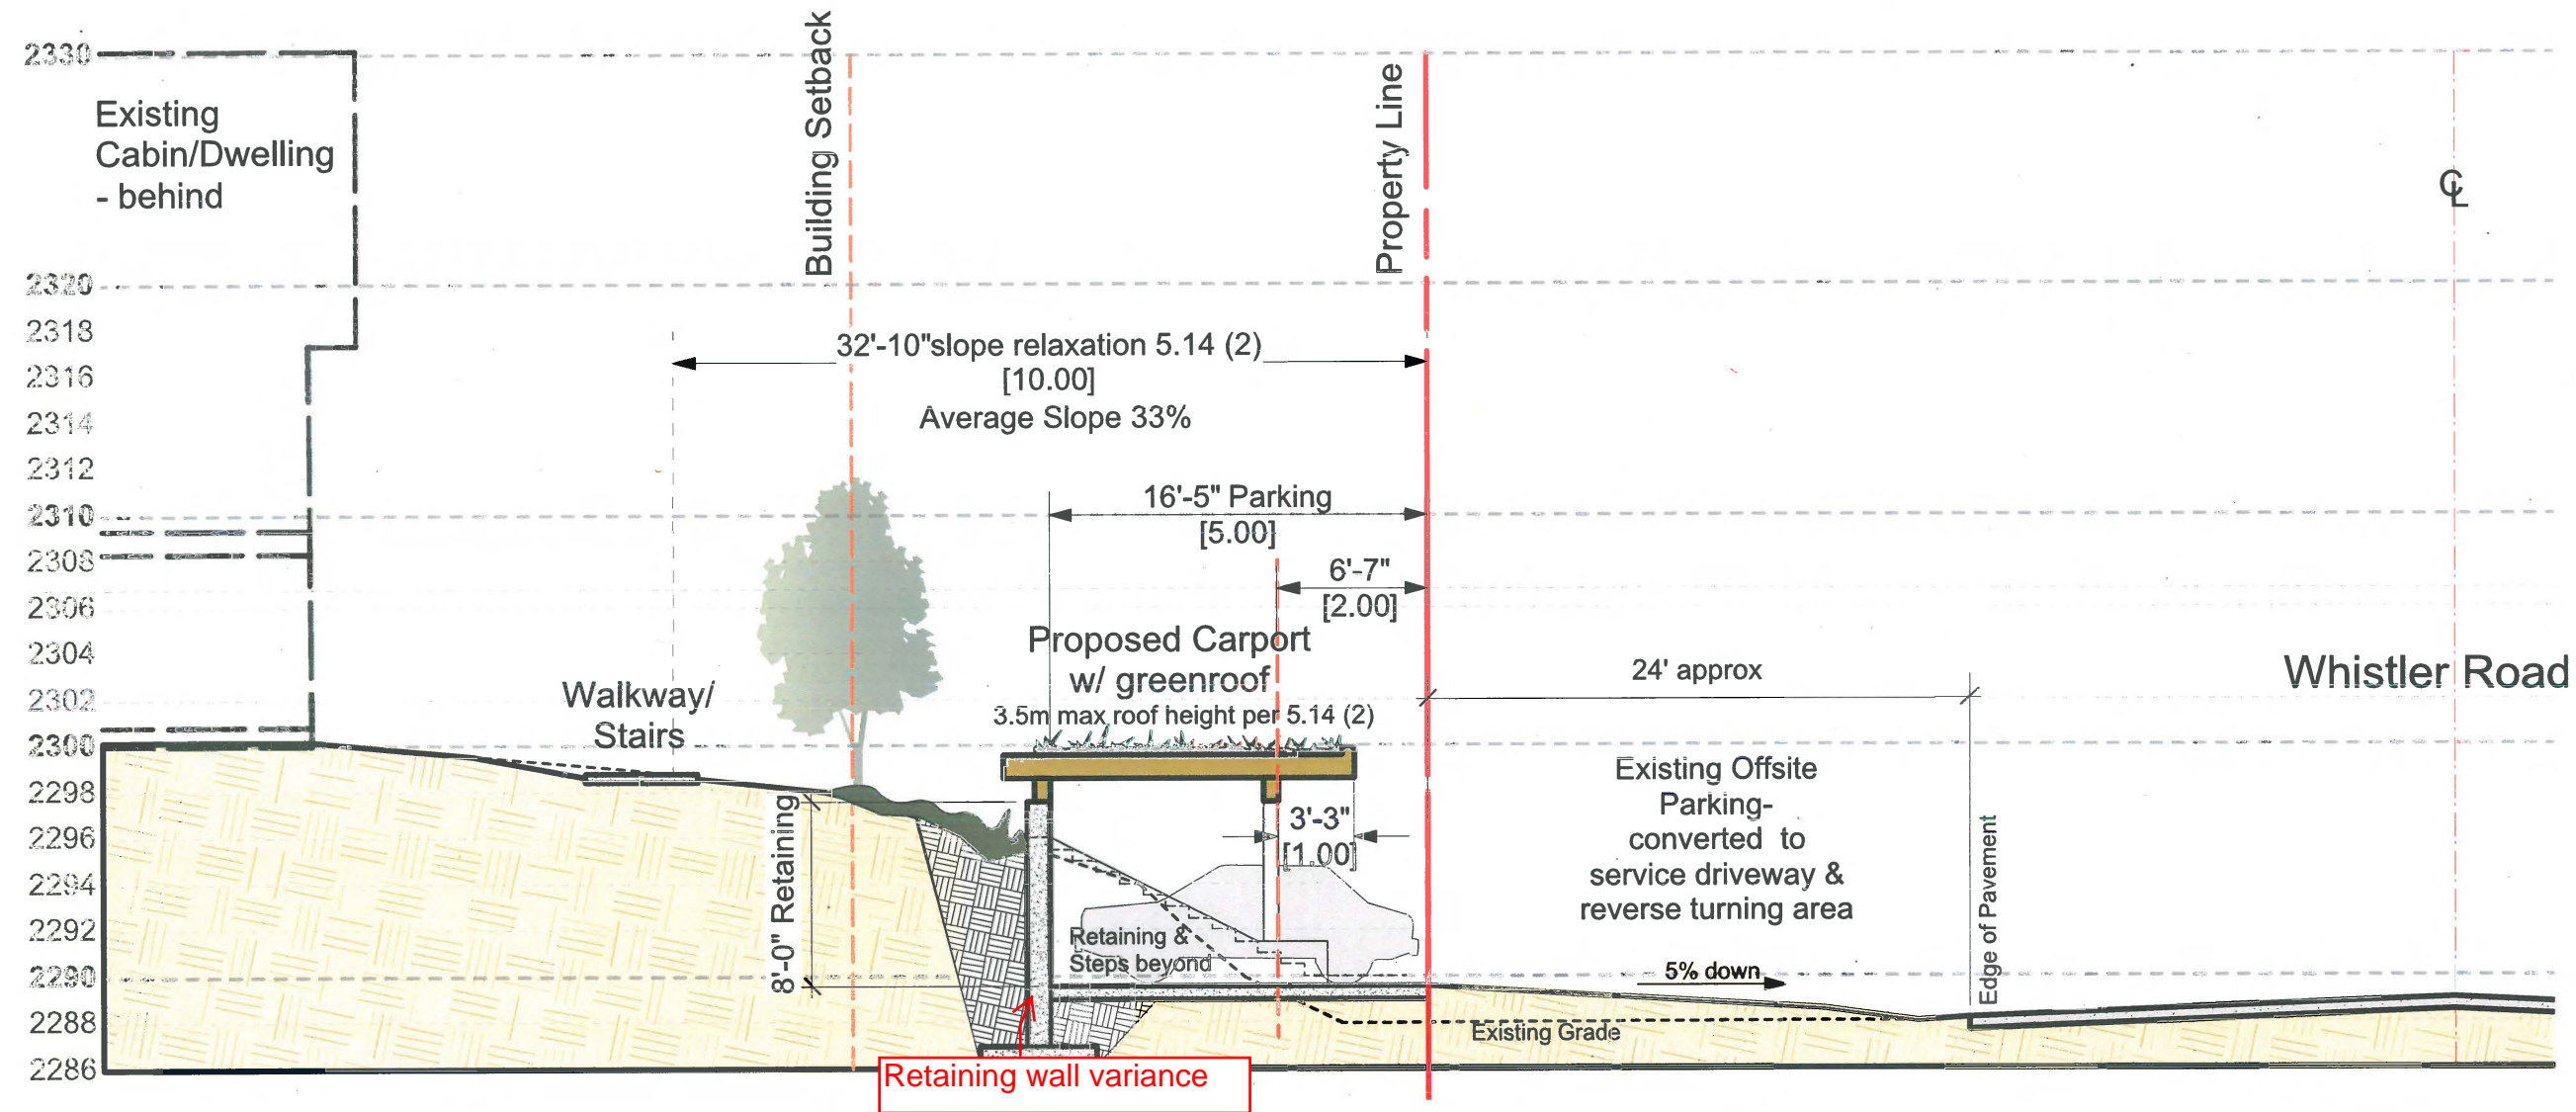 2330
Existing
Cabin/Dwelling
- behind
Building Setback
Property Line
℄
2320
2318
2316
2314
2312
2310
2308
2306
2304
2302
2300
2298
2296
2294
2292
2290
2288
2286
32'-10"slope relaxation 5.14 (2)
[10.00]
Average Slope 33%
16'-5" Parking
[5.00]
6'-7"
[2.00]
Proposed Carport
w/ greenroof
3.5m max roof height per 5.14 (2)
Walkway/
Stairs
24' approx
Whistler Road
8'-0" Retaining
3'-3"
[1.00]
Retaining &
Steps beyond
Existing Offsite
Parking-
converted to
service driveway &
reverse turning area
5% down
Edge of Pavement
Existing Grade
Retaining wall variance